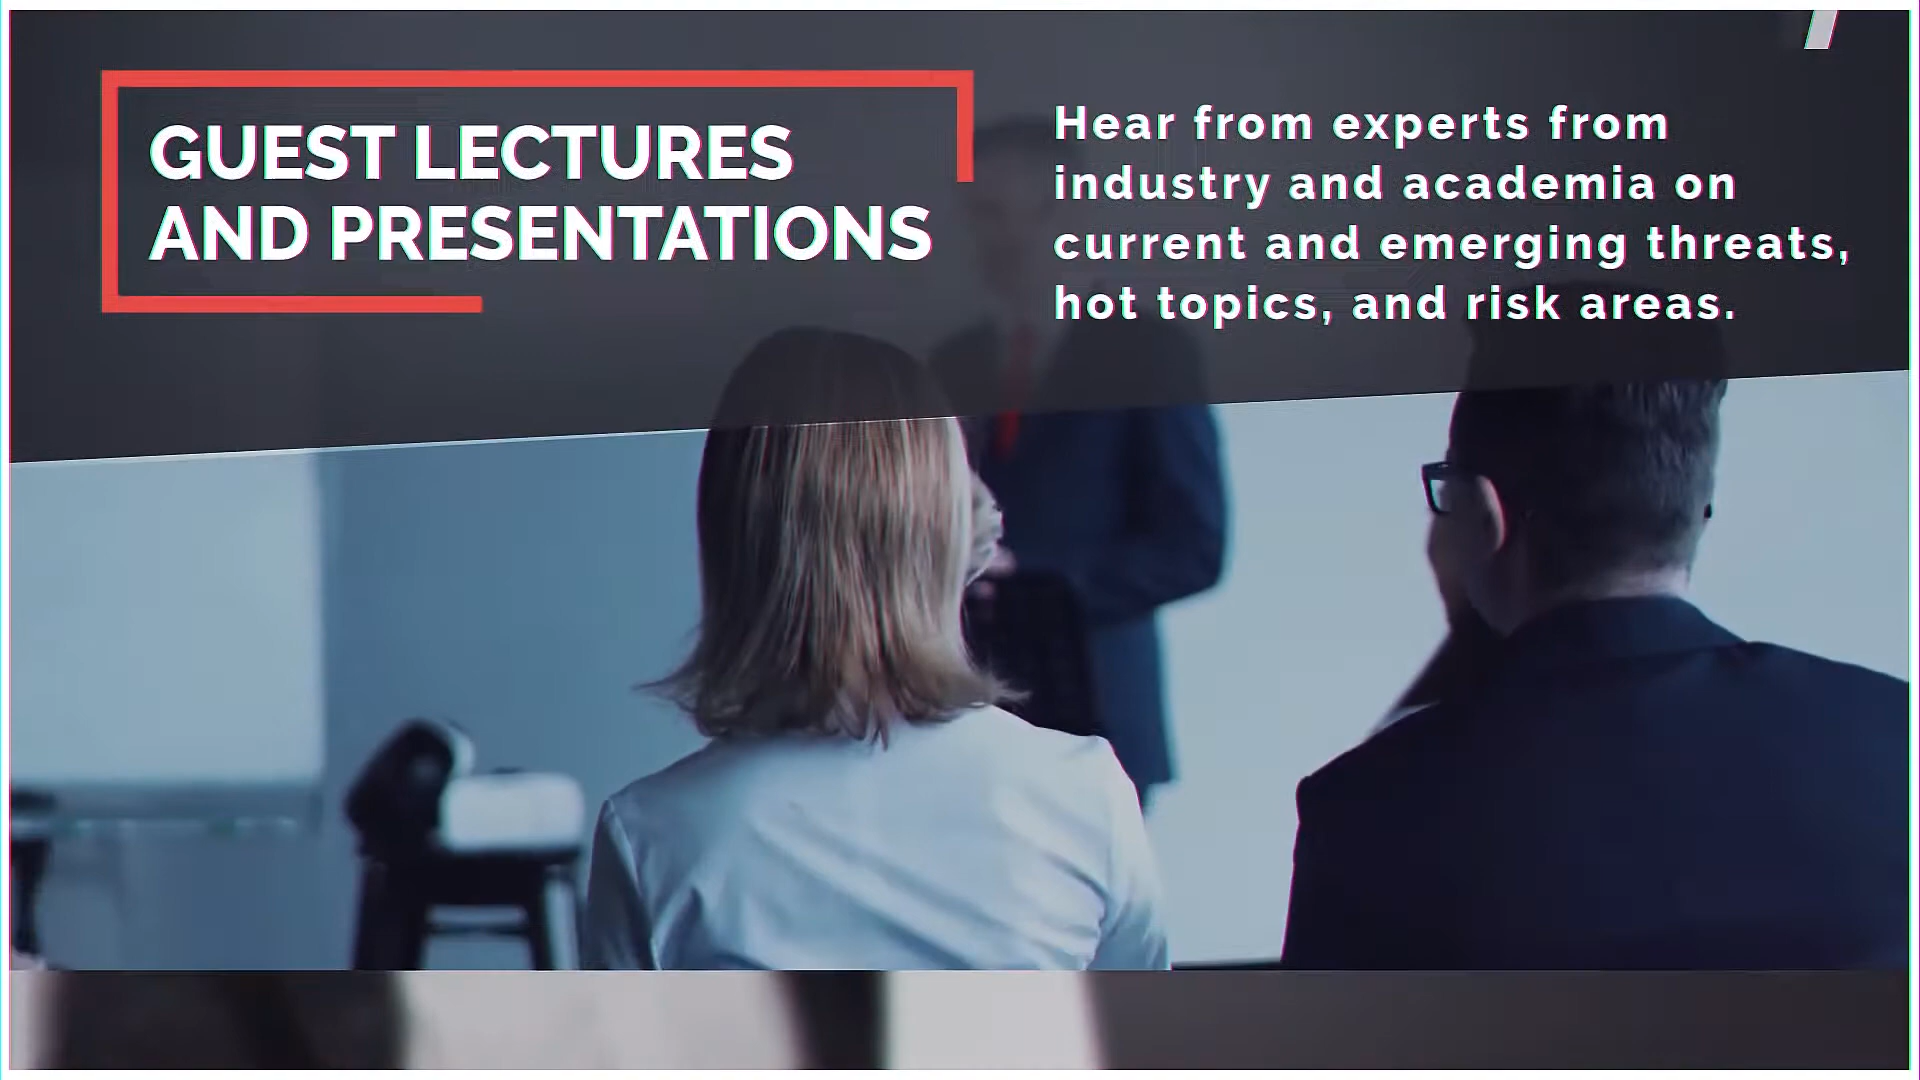 GUEST LECTURES
AND PRESENTATIONS
Hear from experts from
industry and academia on
current and emerging threats,
hot topics, and risk areas.